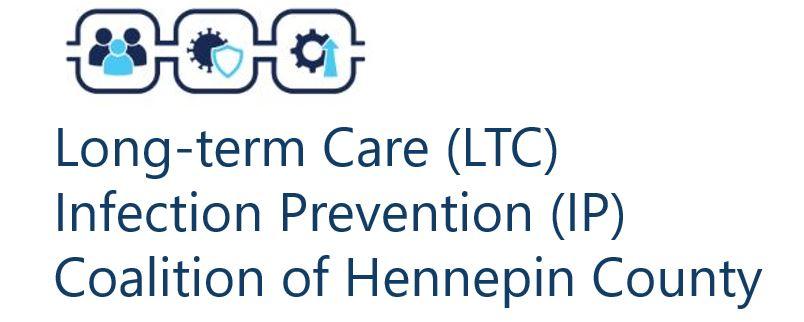 Long-term Care (LTC)
Infection Prevention (IP)
Coalition of Hennepin County